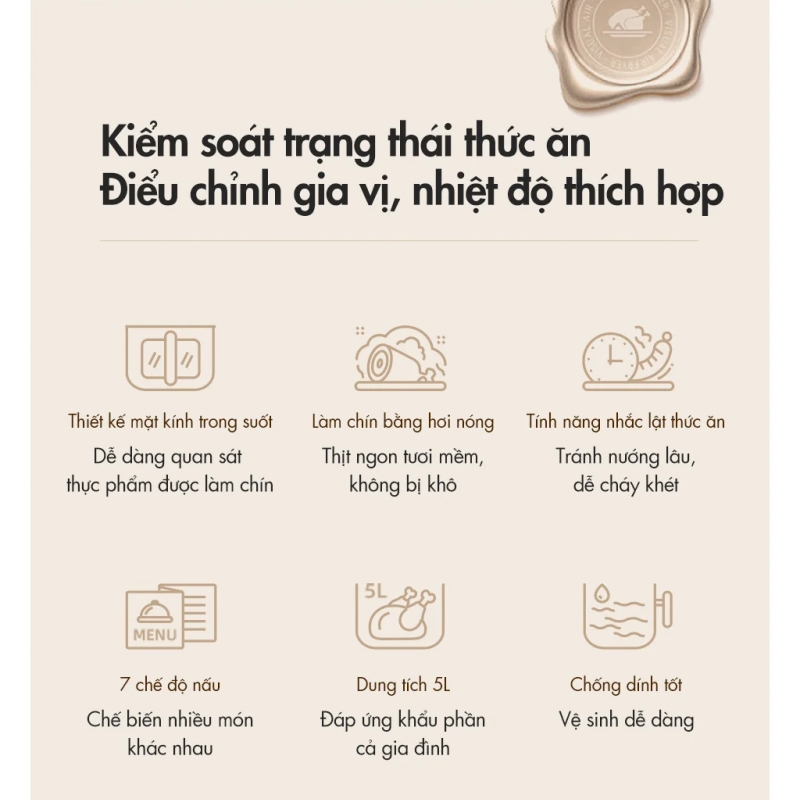 VISUAL AIR FRYER
Kiểm soát trạng thái thức ăn
Điểu chỉnh gia vị, nhiệt độ thích hợp
Thiết kế mặt kính trong suốt
Dễ dàng quan sát
thực phẩm được làm chín
Làm chín bằng hơi nóng
Thịt ngon tươi mềm,
không bị khô
Tính năng nhắc lật thức ăn
Tránh nướng lâu,
dễ cháy khét
MENU
7 chế độ nấu
Chế biến nhiều món
khác nhau
5L
Dung tích 5L
Đáp ứng khẩu phần
cả gia đình
Chống dính tốt
Vệ sinh dễ dàng